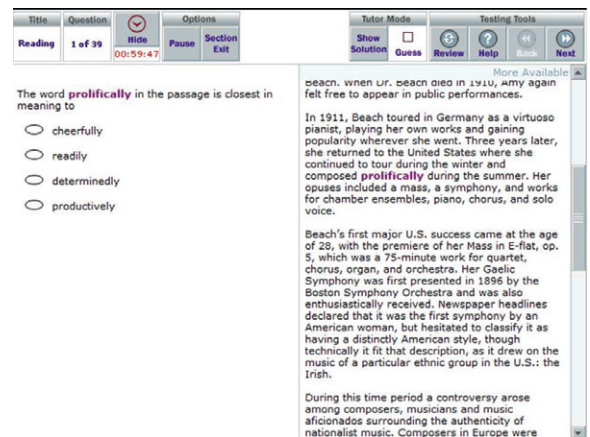 Title
Question
Options
Tutor Mode
Testing Tools
Reading
1 of 39
Hide
00:59:47
Pause
Section
Exit
Show
Solution
Guess
Review
Help
Back
Next
More Available
The word prolifically in the passage is closest in
meaning to
cheerfully
readily
determinedly
productively
Beach. When Dr. Beach died in 1910, Amy again
felt free to appear in public performances.
In 1911, Beach toured in Germany as a virtuoso
pianist, playing her own works and gaining
popularity wherever she went. Three years later,
she returned to the United States where she
continued to tour during the winter and
composed prolifically during the summer. Her
opuses included a mass, a symphony, and works
for chamber ensembles, piano, chorus, and solo
voice.
Beach's first major U.S. success came at the age
of 28, with the premiere of her Mass in E-flat, op.
5, which was a 75-minute work for quartet,
chorus, organ, and orchestra. Her Gaelic
Symphony was first presented in 1896 by the
Boston Symphony Orchestra and was also
enthusiastically received. Newspaper headlines
declared that it was the first symphony by an
American woman, but hesitated to classify it as
having a distinctly American style, though
technically it fit that description, as it drew on the
music of a particular ethnic group in the U.S.: the
Irish.
During this time period a controversy arose
among composers, musicians and music
aficionados surrounding the authenticity of
nationalist music. Composers in Europe were